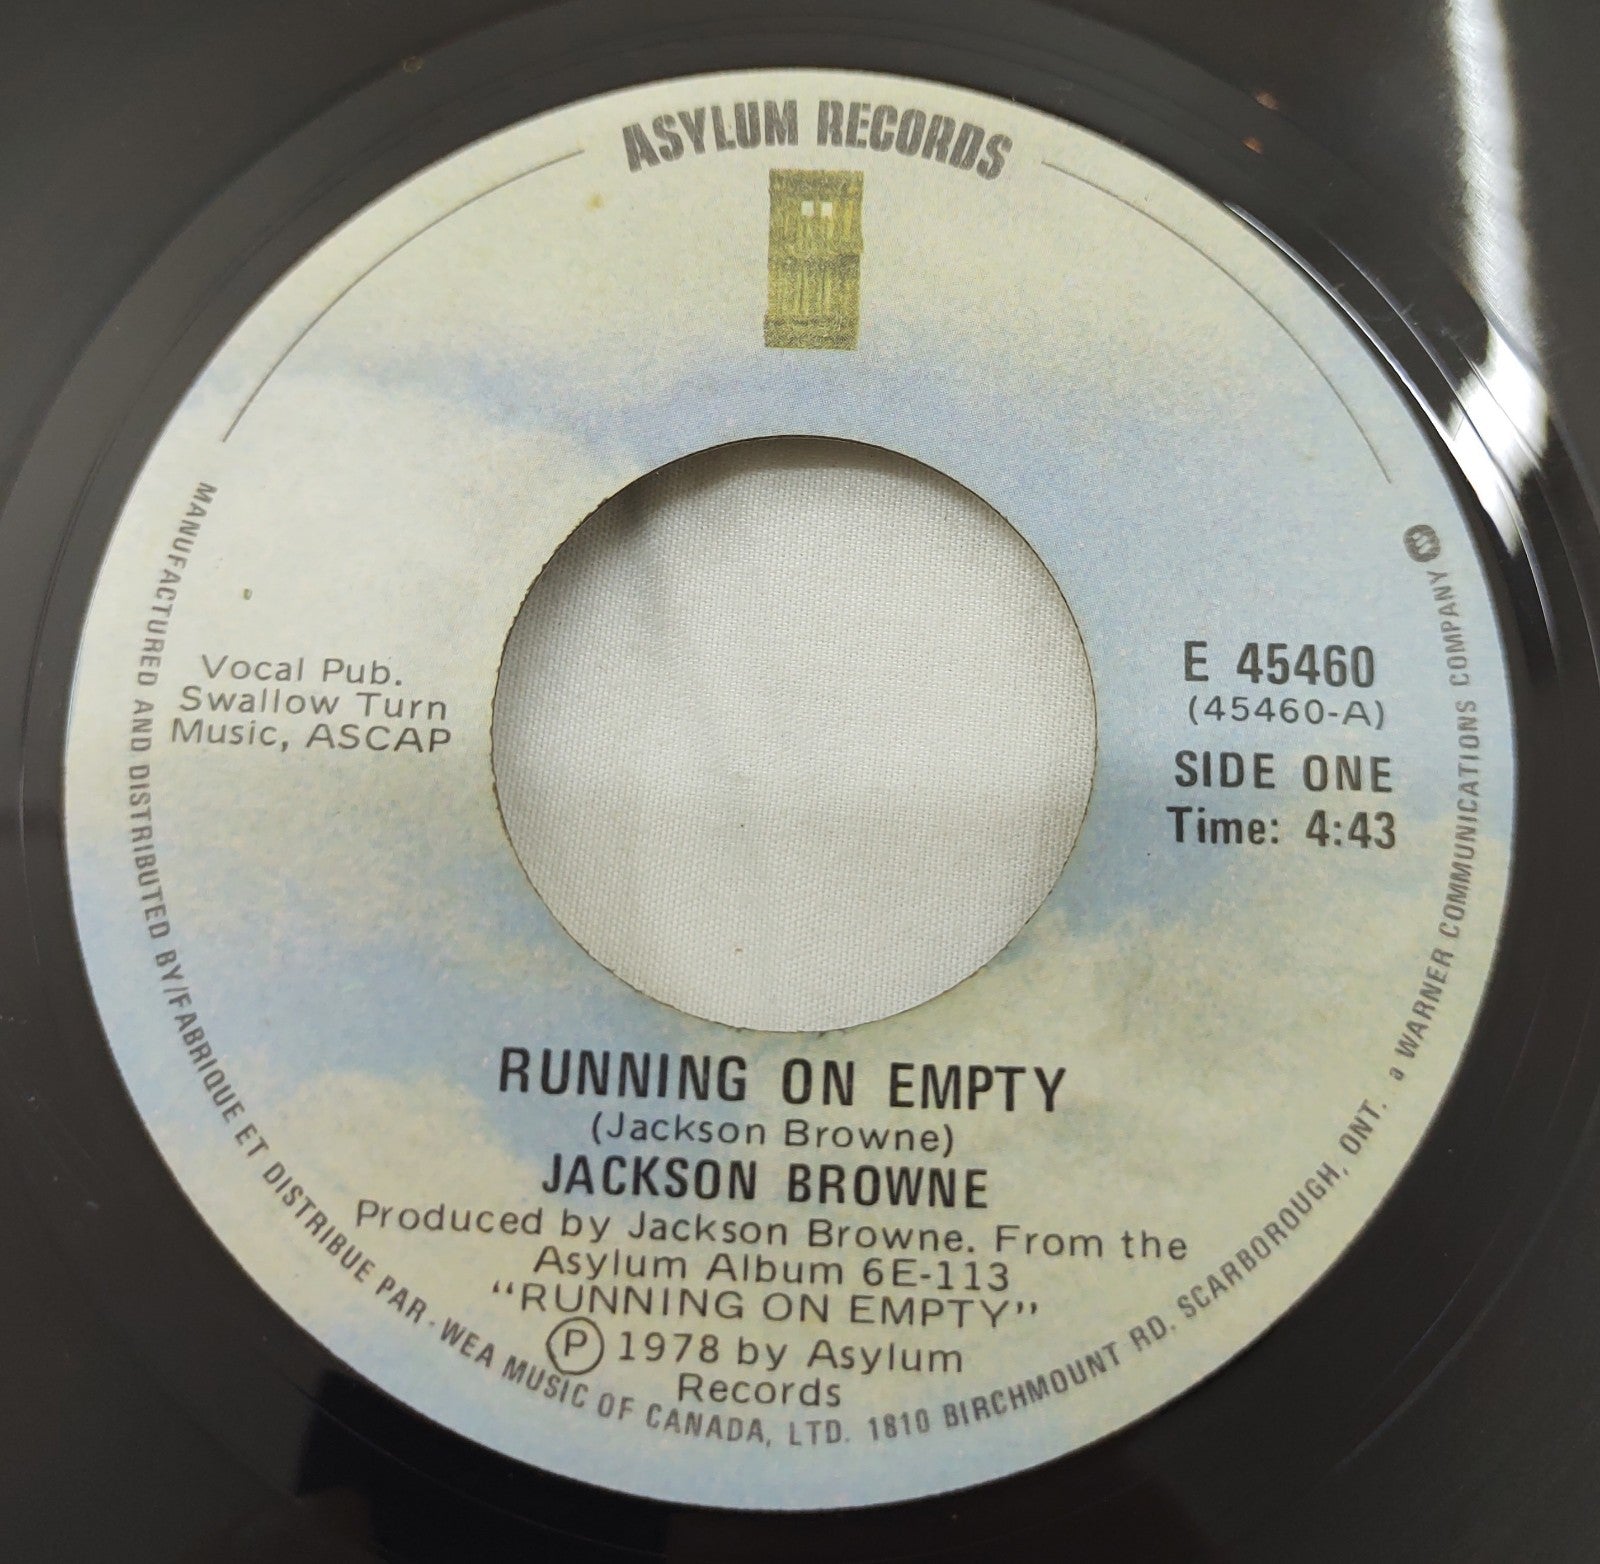 ASYLUM RECORDS
Vocal Pub.
Swallow Turn
Music, ASCAP
E 45460
(45460-A)
SIDE ONE
Time: 4:43
RUNNING ON EMPTY
(Jackson Browne)
JACKSON BROWNE
Produced by Jackson Browne. From the
Asylum Album 6E-113
"RUNNING ON EMPTY"
Ⓟ 1978 by Asylum
Records
MANUFACTURED AND DISTRIBUTED BY/FABRIQUE ET DISTRIBUE PAR · WEA MUSIC OF CANADA, LTD. 1810 BIRCHMOUNT RD. SCARBOROUGH, ONT. a WARNER COMMUNICATIONS COMPANY